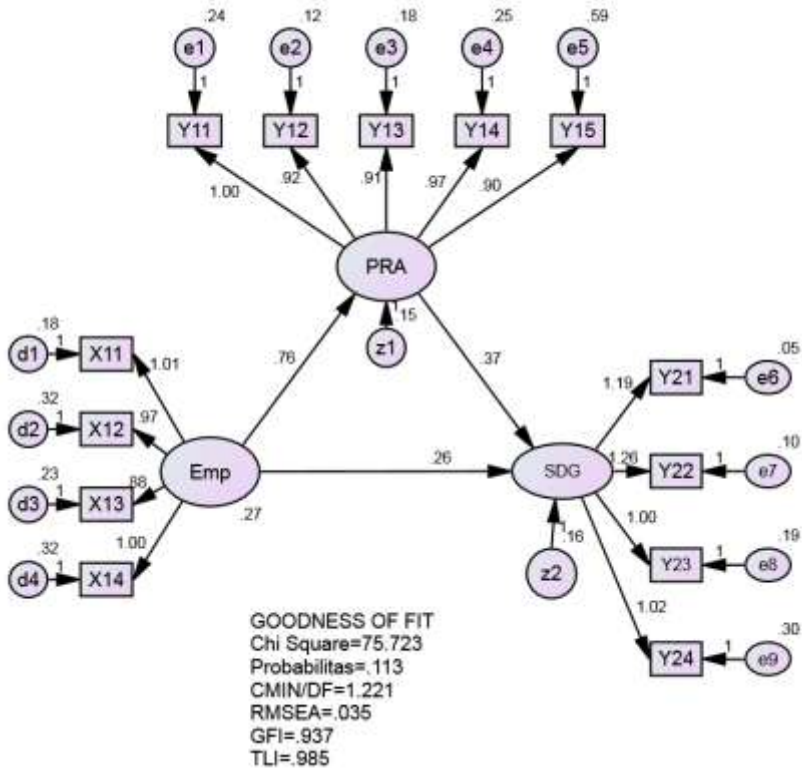 .24 .12 .18 .25 .59
e1 e2 e3 e4 e5
1 1 1 1 1
Y11 Y12 Y13 Y14 Y15
1.00 .92 .91 .97 .90
PRA
1 .15
z1
.76 .37
.18
d1 1 X11 1.01
.32
d2 1 X12 .97
.23
d3 1 X13 .88
.32
d4 1 X14 1.00
Emp
.27
.26
SDG
1 .16
z2
.05
1.19 Y21 1 e6
.10
1.26 Y22 1 e7
.19
1.00 Y23 1 e8
.30
1.02 Y24 1 e9
GOODNESS OF FIT
Chi Square=75.723
Probabilitas=.113
CMIN/DF=1.221
RMSEA=.035
GFI=.937
TLI=.985